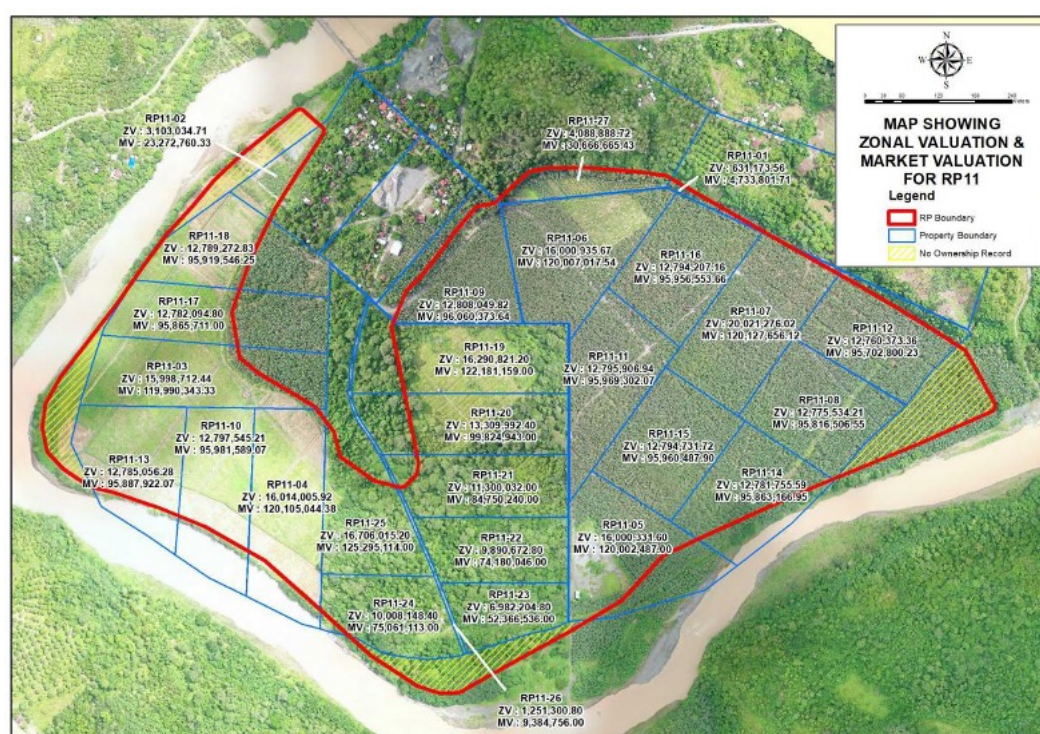 N
W E
S
MAP SHOWING
ZONAL VALUATION &
MARKET VALUATION
FOR RP11
Legend
RP Boundary
Property Boundary
No Ownership Record
RP11-02
ZV : 3,103,034.71
MV : 23,272,760.33
RP11-27
ZV : 4,088,888.72
MV : 30,666,665.43
RP11-01
ZV : 631,173.56
MV : 4,733,801.71
RP11-18
ZV : 12,789,272.83
MV : 95,919,546.25
RP11-06
ZV : 16,000,935.67
MV : 120,007,017.54
RP11-16
ZV : 12,794,207.16
MV : 95,956,553.66
RP11-17
ZV : 12,782,094.80
MV : 95,865,711.00
RP11-09
ZV : 12,808,049.82
MV : 96,060,373.64
RP11-07
ZV : 20,021,276.02
MV : 120,127,656.12
RP11-12
ZV : 12,760,373.36
MV : 95,702,800.23
RP11-19
ZV : 16,290,821.20
MV : 122,181,159.00
RP11-11
ZV : 12,795,906.94
MV : 95,969,302.07
RP11-03
ZV : 15,998,712.44
MV : 119,990,343.33
RP11-08
ZV : 12,775,534.21
MV : 95,816,506.55
RP11-20
ZV : 13,309,992.40
MV : 99,824,943.00
RP11-10
ZV : 12,797,545.21
MV : 95,981,589.07
RP11-15
ZV : 12,794,731.72
MV : 95,960,487.90
RP11-13
ZV : 12,785,056.28
MV : 95,887,922.07
RP11-21
ZV : 11,300,032.00
MV : 84,750,240.00
RP11-14
ZV : 12,781,755.59
MV : 95,863,166.95
RP11-04
ZV : 16,014,005.92
MV : 120,105,044.38
RP11-25
ZV : 16,706,015.20
MV : 125,295,114.00
RP11-22
ZV : 9,890,672.80
MV : 74,180,046.00
RP11-05
ZV : 16,000,331.60
MV : 120,002,487.00
RP11-24
ZV : 10,008,148.40
MV : 75,061,113.00
RP11-23
ZV : 6,982,204.80
MV : 52,366,536.00
RP11-26
ZV : 1,251,300.80
MV : 9,384,756.00